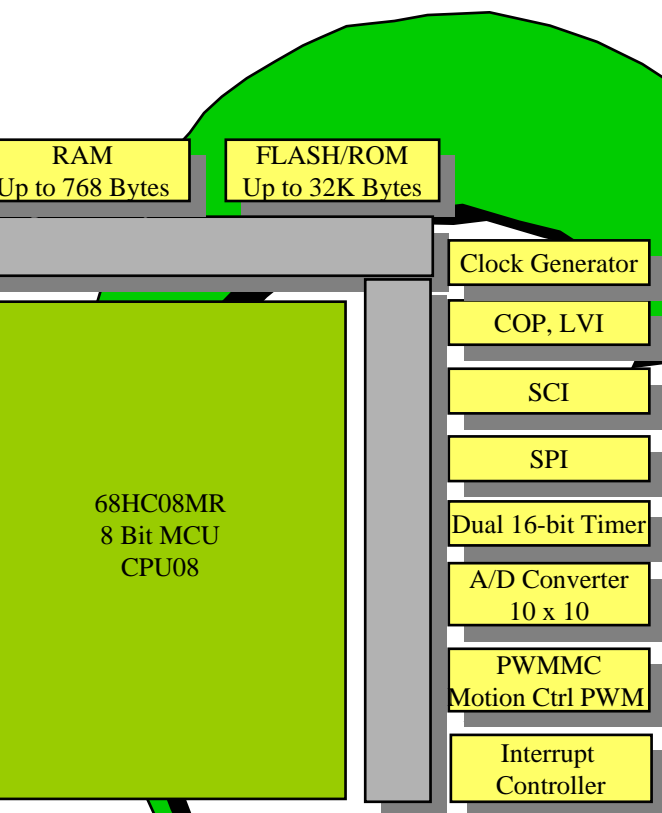 RAM
Up to 768 Bytes
FLASH/ROM
Up to 32K Bytes
Clock Generator
COP, LVI
SCI
SPI
Dual 16-bit Timer
A/D Converter
10 x 10
PWMMC
Motion Ctrl PWM
Interrupt
Controller
68HC08MR
8 Bit MCU
CPU08